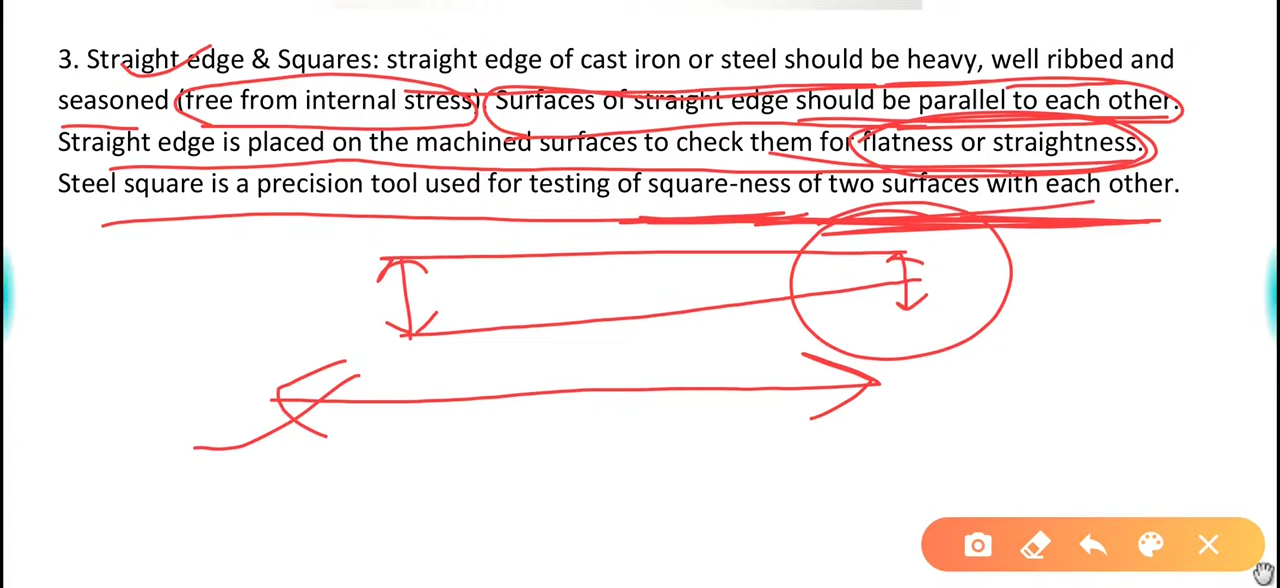 3. Straight edge & Squares: straight edge of cast iron or steel should be heavy, well ribbed and
seasoned (free from internal stress) Surfaces of straight edge should be parallel to each other.
Straight edge is placed on the machined surfaces to check them for flatness or straightness.
Steel square is a precision tool used for testing of square-ness of two surfaces with each other.